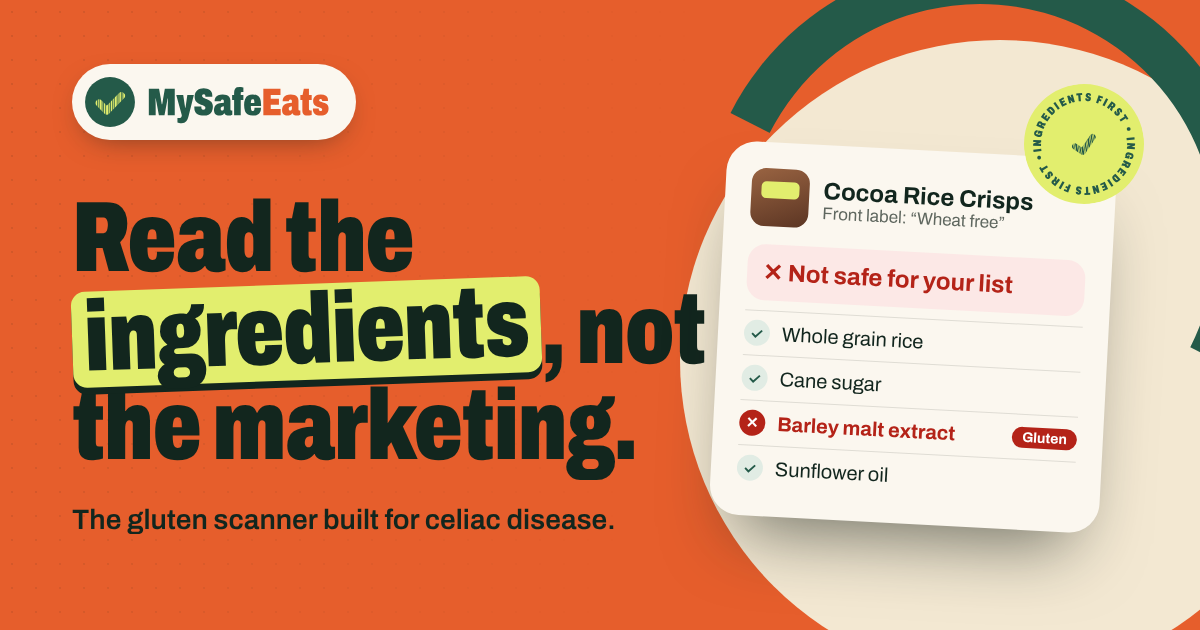 MySafeEats
Read the
ingredients, not
the marketing.
The gluten scanner built for celiac disease.
INGREDIENTS FIRST • INGREDIENTS FIRST •
Cocoa Rice Crisps
Front label: “Wheat free”
✕ Not safe for your list
Whole grain rice
Cane sugar
Barley malt extract
Gluten
Sunflower oil